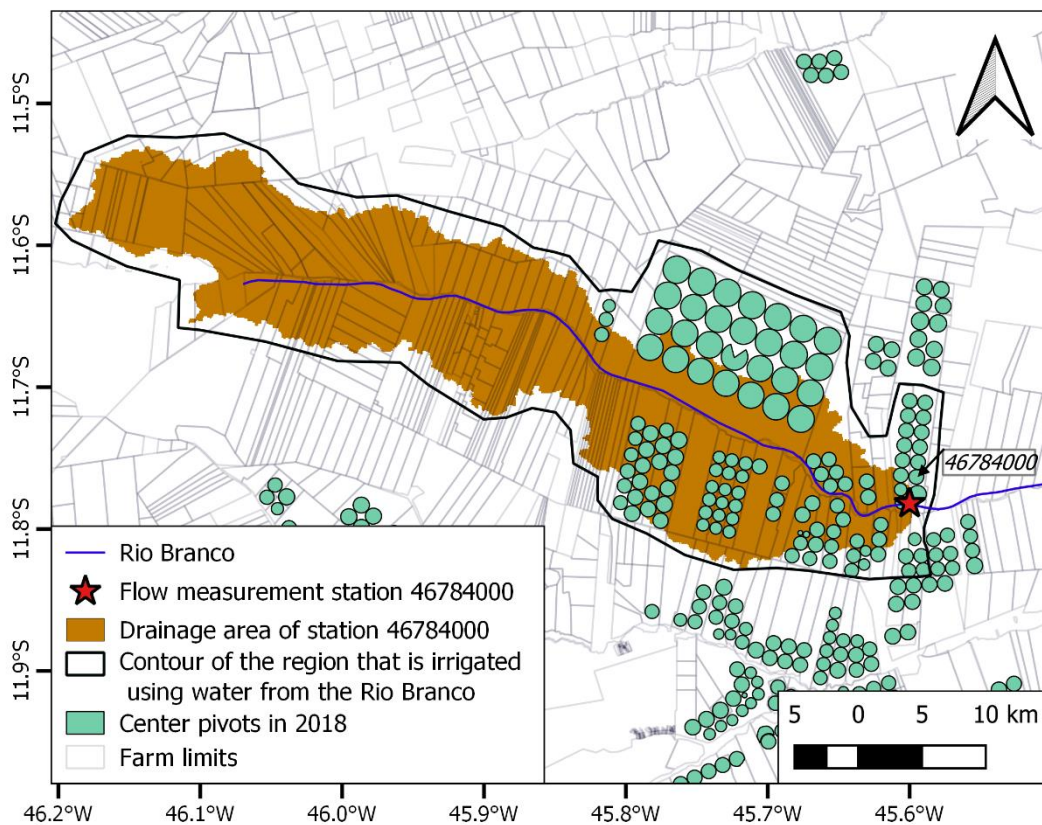 11.5°S
11.6°S
11.7°S
11.8°S
11.9°S
46784000
Rio Branco
Flow measurement station 46784000
Drainage area of station 46784000
Contour of the region that is irrigated
using water from the Rio Branco
Center pivots in 2018
Farm limits
5 0 5 10 km
46.2°W 46.1°W 46.0°W 45.9°W 45.8°W 45.7°W 45.6°W